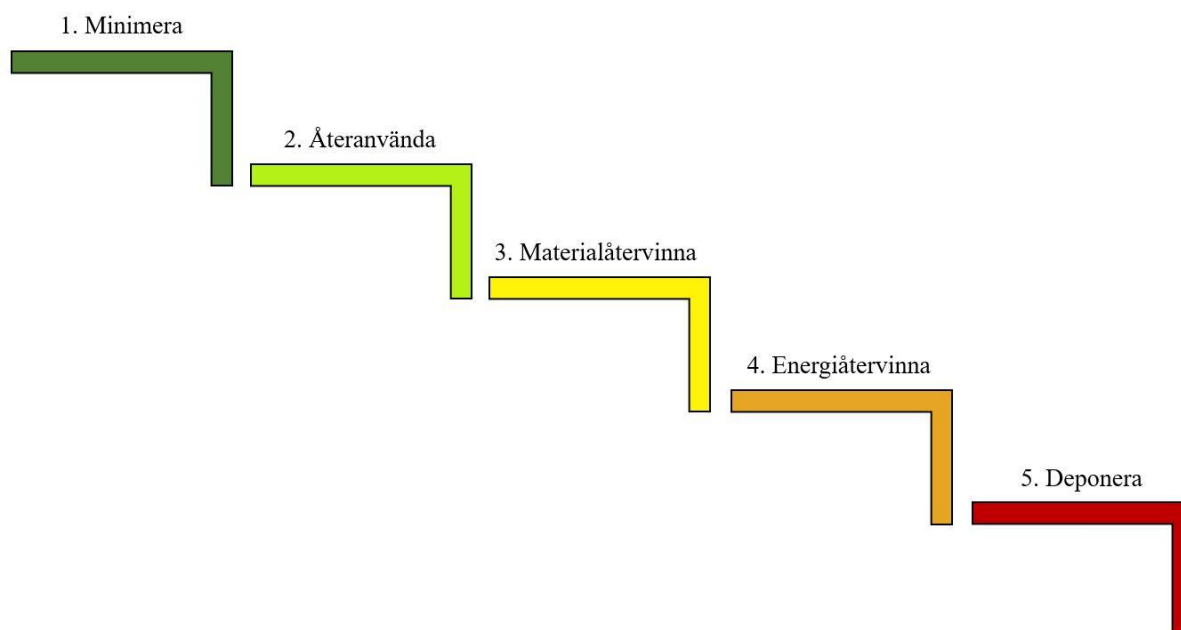 1. Minimera
2. Återanvända
3. Materialåtervinna
4. Energiåtervinna
5. Deponera